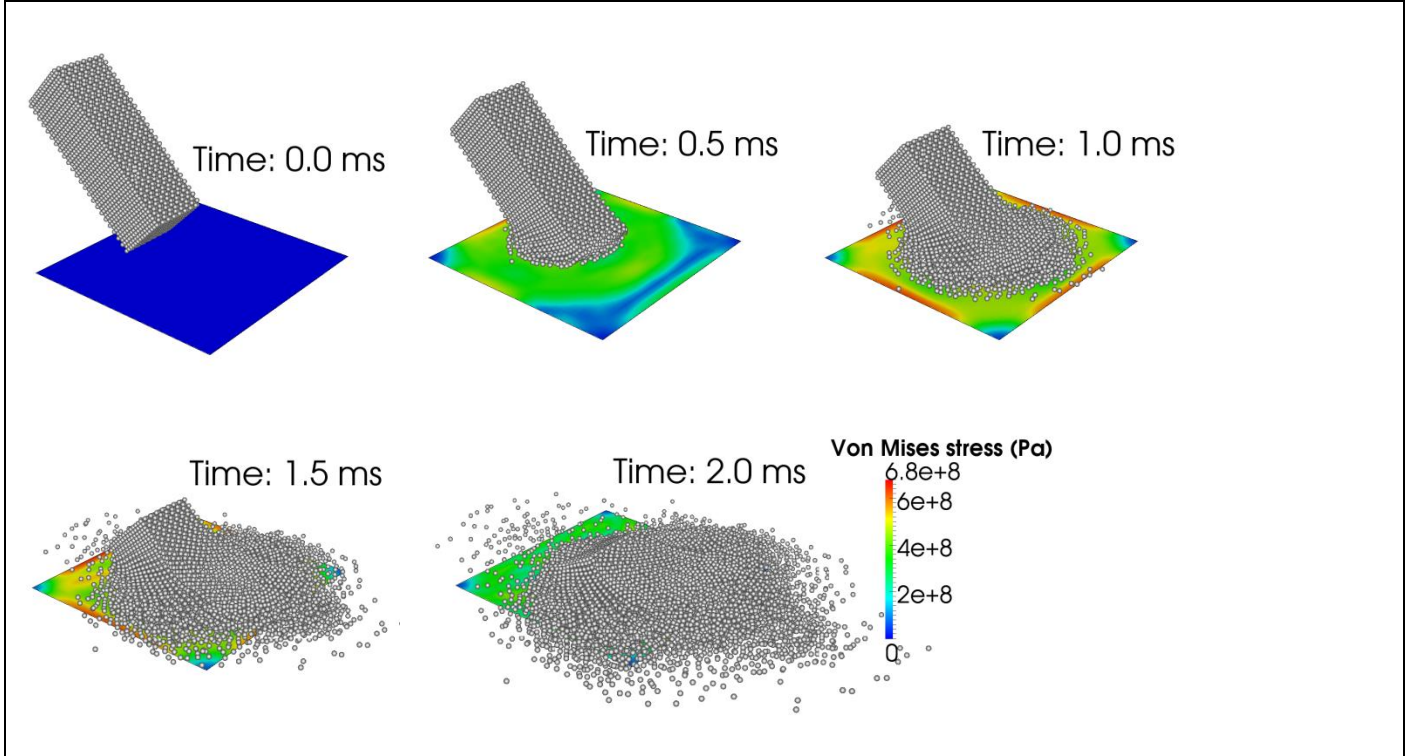 Time: 0.0 ms
Time: 0.5 ms
Time: 1.0 ms
Time: 1.5 ms
Time: 2.0 ms
Von Mises stress (Pa)
6.8e+8
6e+8
4e+8
2e+8
0